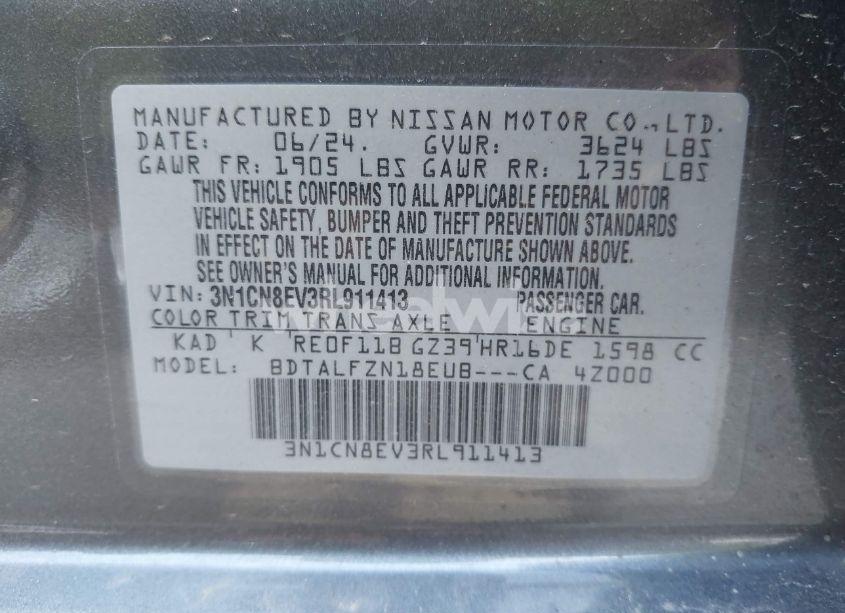 MANUFACTURED BY NISSAN MOTOR CO.,LTD.
DATE: 06/24. GVWR: 3624 LBS
GAWR FR: 1905 LBS GAWR RR: 1735 LBS
THIS VEHICLE CONFORMS TO ALL APPLICABLE FEDERAL MOTOR
VEHICLE SAFETY, BUMPER AND THEFT PREVENTION STANDARDS
IN EFFECT ON THE DATE OF MANUFACTURE SHOWN ABOVE.
SEE OWNER'S MANUAL FOR ADDITIONAL INFORMATION.
VIN: 3N1CN8EV3RL911413 PASSENGER CAR.
COLOR TRIM TRANS AXLE ENGINE
KAD K RE0F11B GZ39 HR16DE 1598 CC
MODEL: BDTALFZN18EUB---CA 4Z000
3N1CN8EV3RL911413